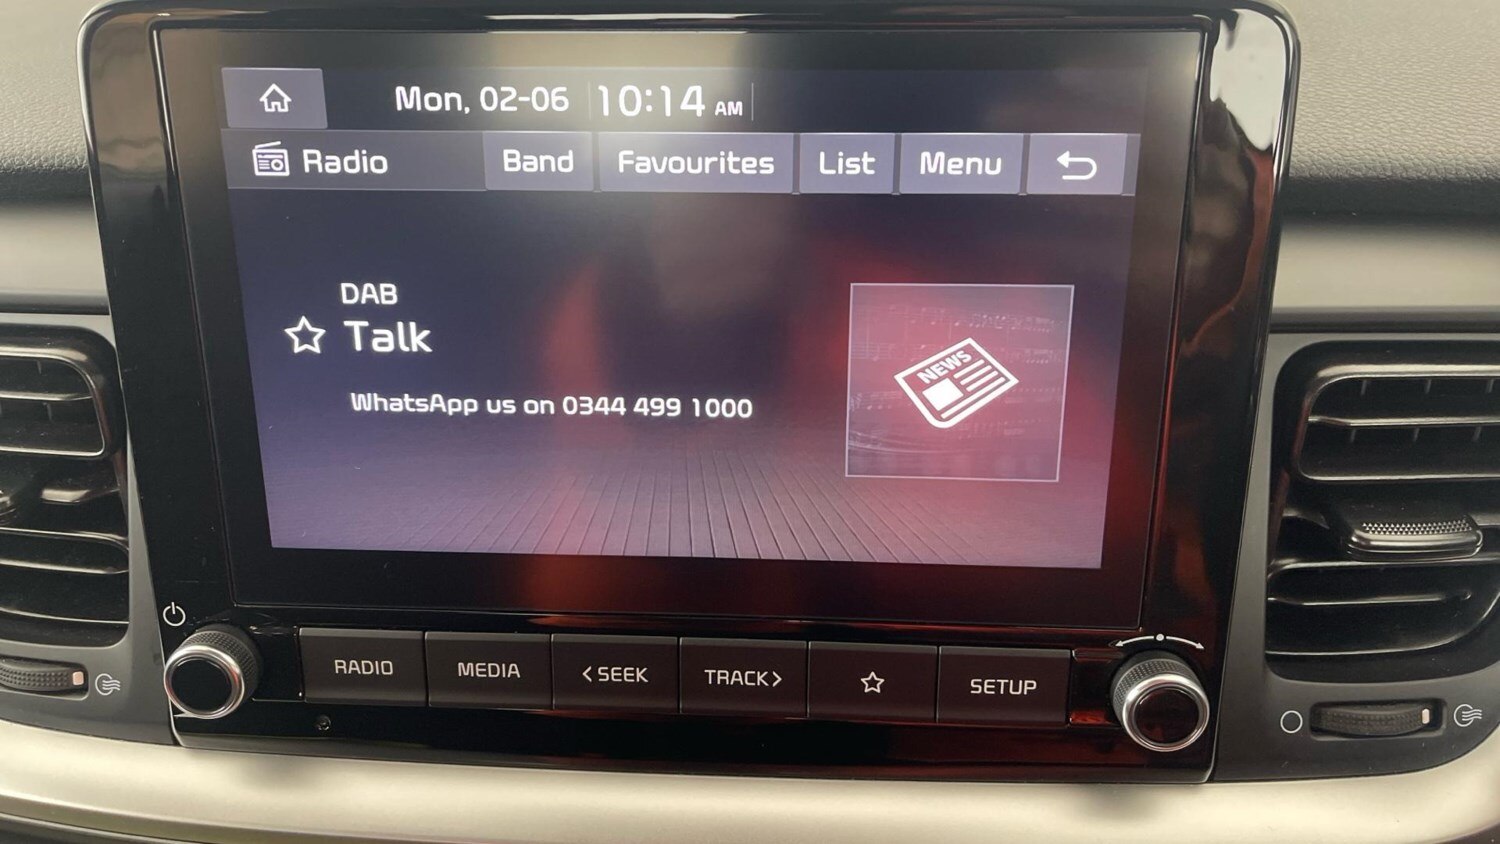 Mon, 02-06 10:14 AM
Radio Band Favourites List Menu
DAB
Talk
WhatsApp us on 0344 499 1000
NEWS
RADIO MEDIA <SEEK TRACK> SETUP